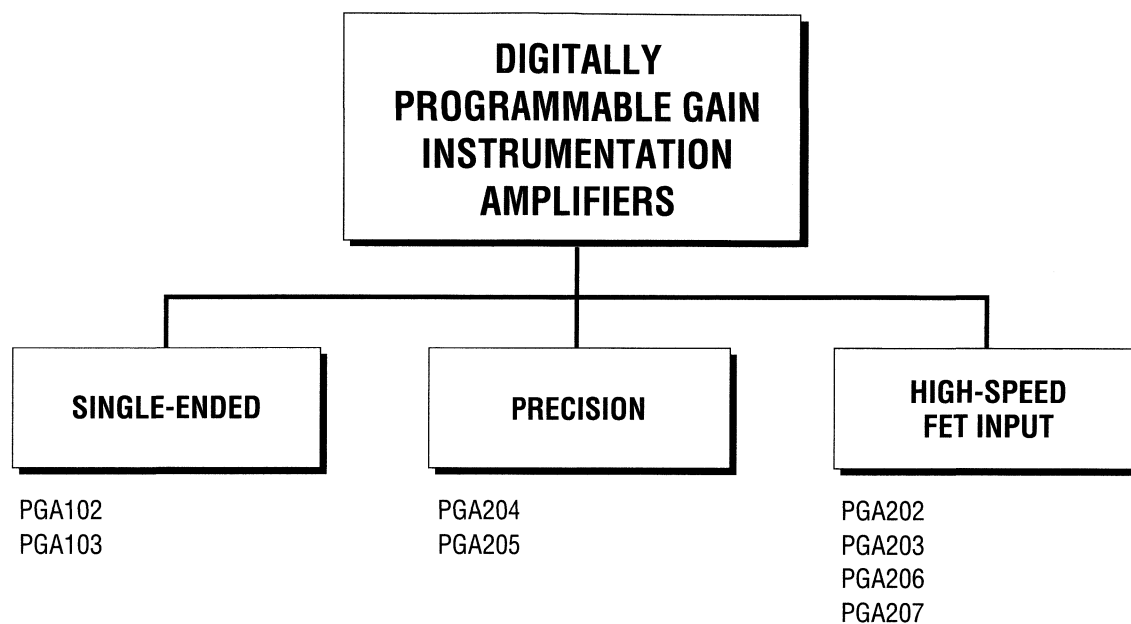 DIGITALLY
PROGRAMMABLE GAIN
INSTRUMENTATION
AMPLIFIERS
SINGLE-ENDED
PGA102
PGA103
PRECISION
PGA204
PGA205
HIGH-SPEED
FET INPUT
PGA202
PGA203
PGA206
PGA207